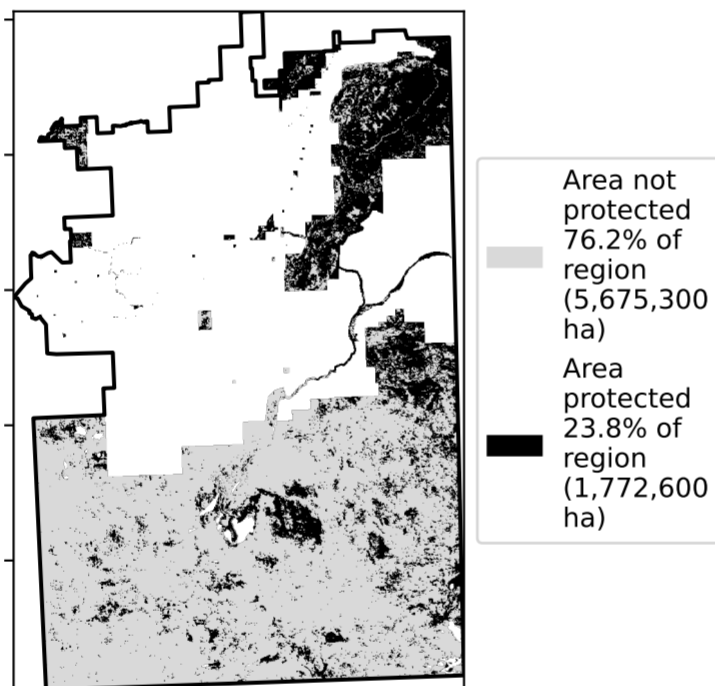 Area not
protected
76.2% of
region
(5,675,300
ha)
Area
protected
23.8% of
region
(1,772,600
ha)